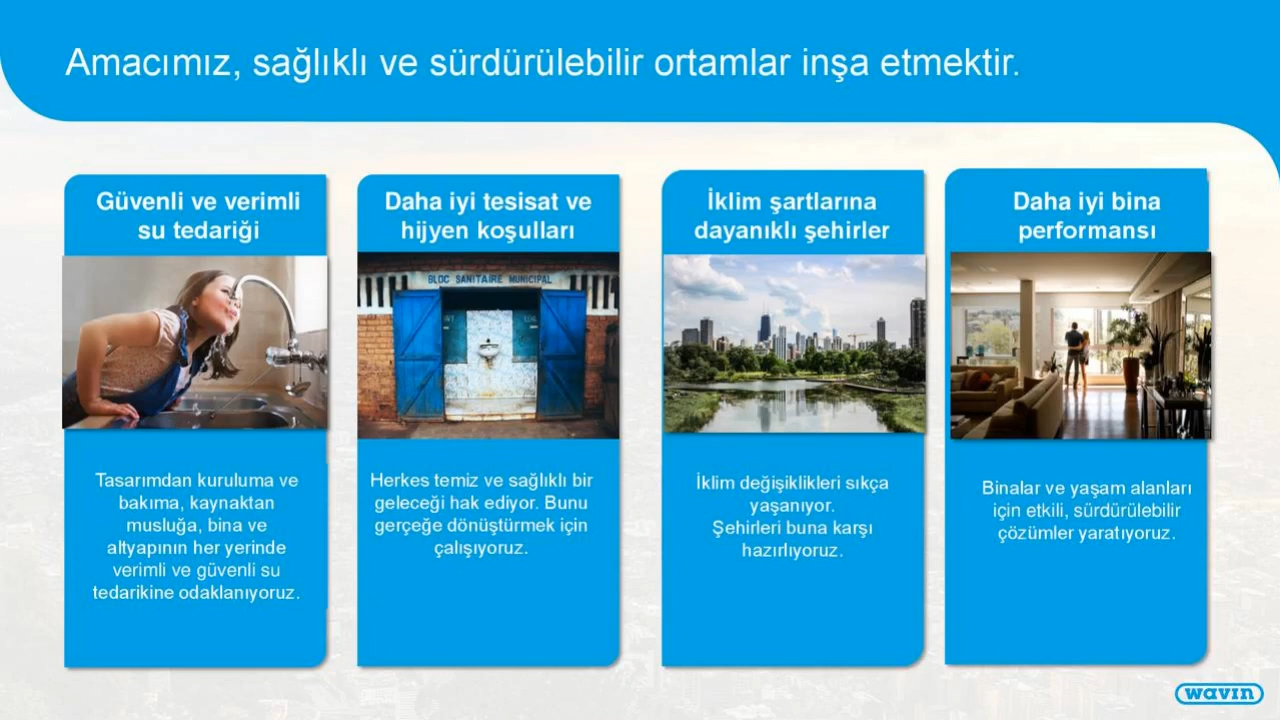 Amacımız, sağlıklı ve sürdürülebilir ortamlar inşa etmektir.
Güvenli ve verimli
su tedariği
Tasarımdan kuruluma ve
bakıma, kaynaktan
musluğa, bina ve
altyapının her yerinde
verimli ve güvenli su
tedarikine odaklanıyoruz.
Daha iyi tesisat ve
hijyen koşulları
BLOC SANITAIRE MUNICIPAL
Herkes temiz ve sağlıklı bir
geleceği hak ediyor. Bunu
gerçeğe dönüştürmek için
çalışıyoruz.
İklim şartlarına
dayanıklı şehirler
İklim değişiklikleri sıkça
yaşanıyor.
Şehirleri buna karşı
hazırlıyoruz.
Daha iyi bina
performansı
Binalar ve yaşam alanları
için etkili, sürdürülebilir
çözümler yaratıyoruz.
wavin